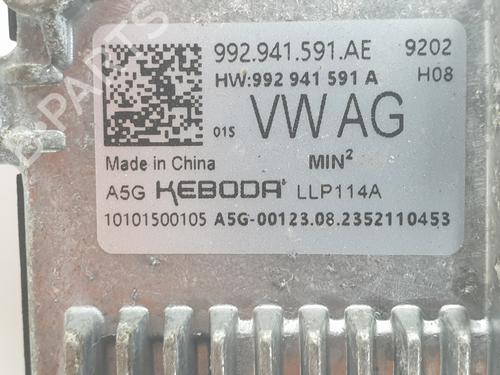 992.941.591.AE 9202
HW:992 941 591 A H08
01S VW AG
Made in China MIN²
A5G KEBODA LLP114A
10101500105 A5G-00123.08.2352110453